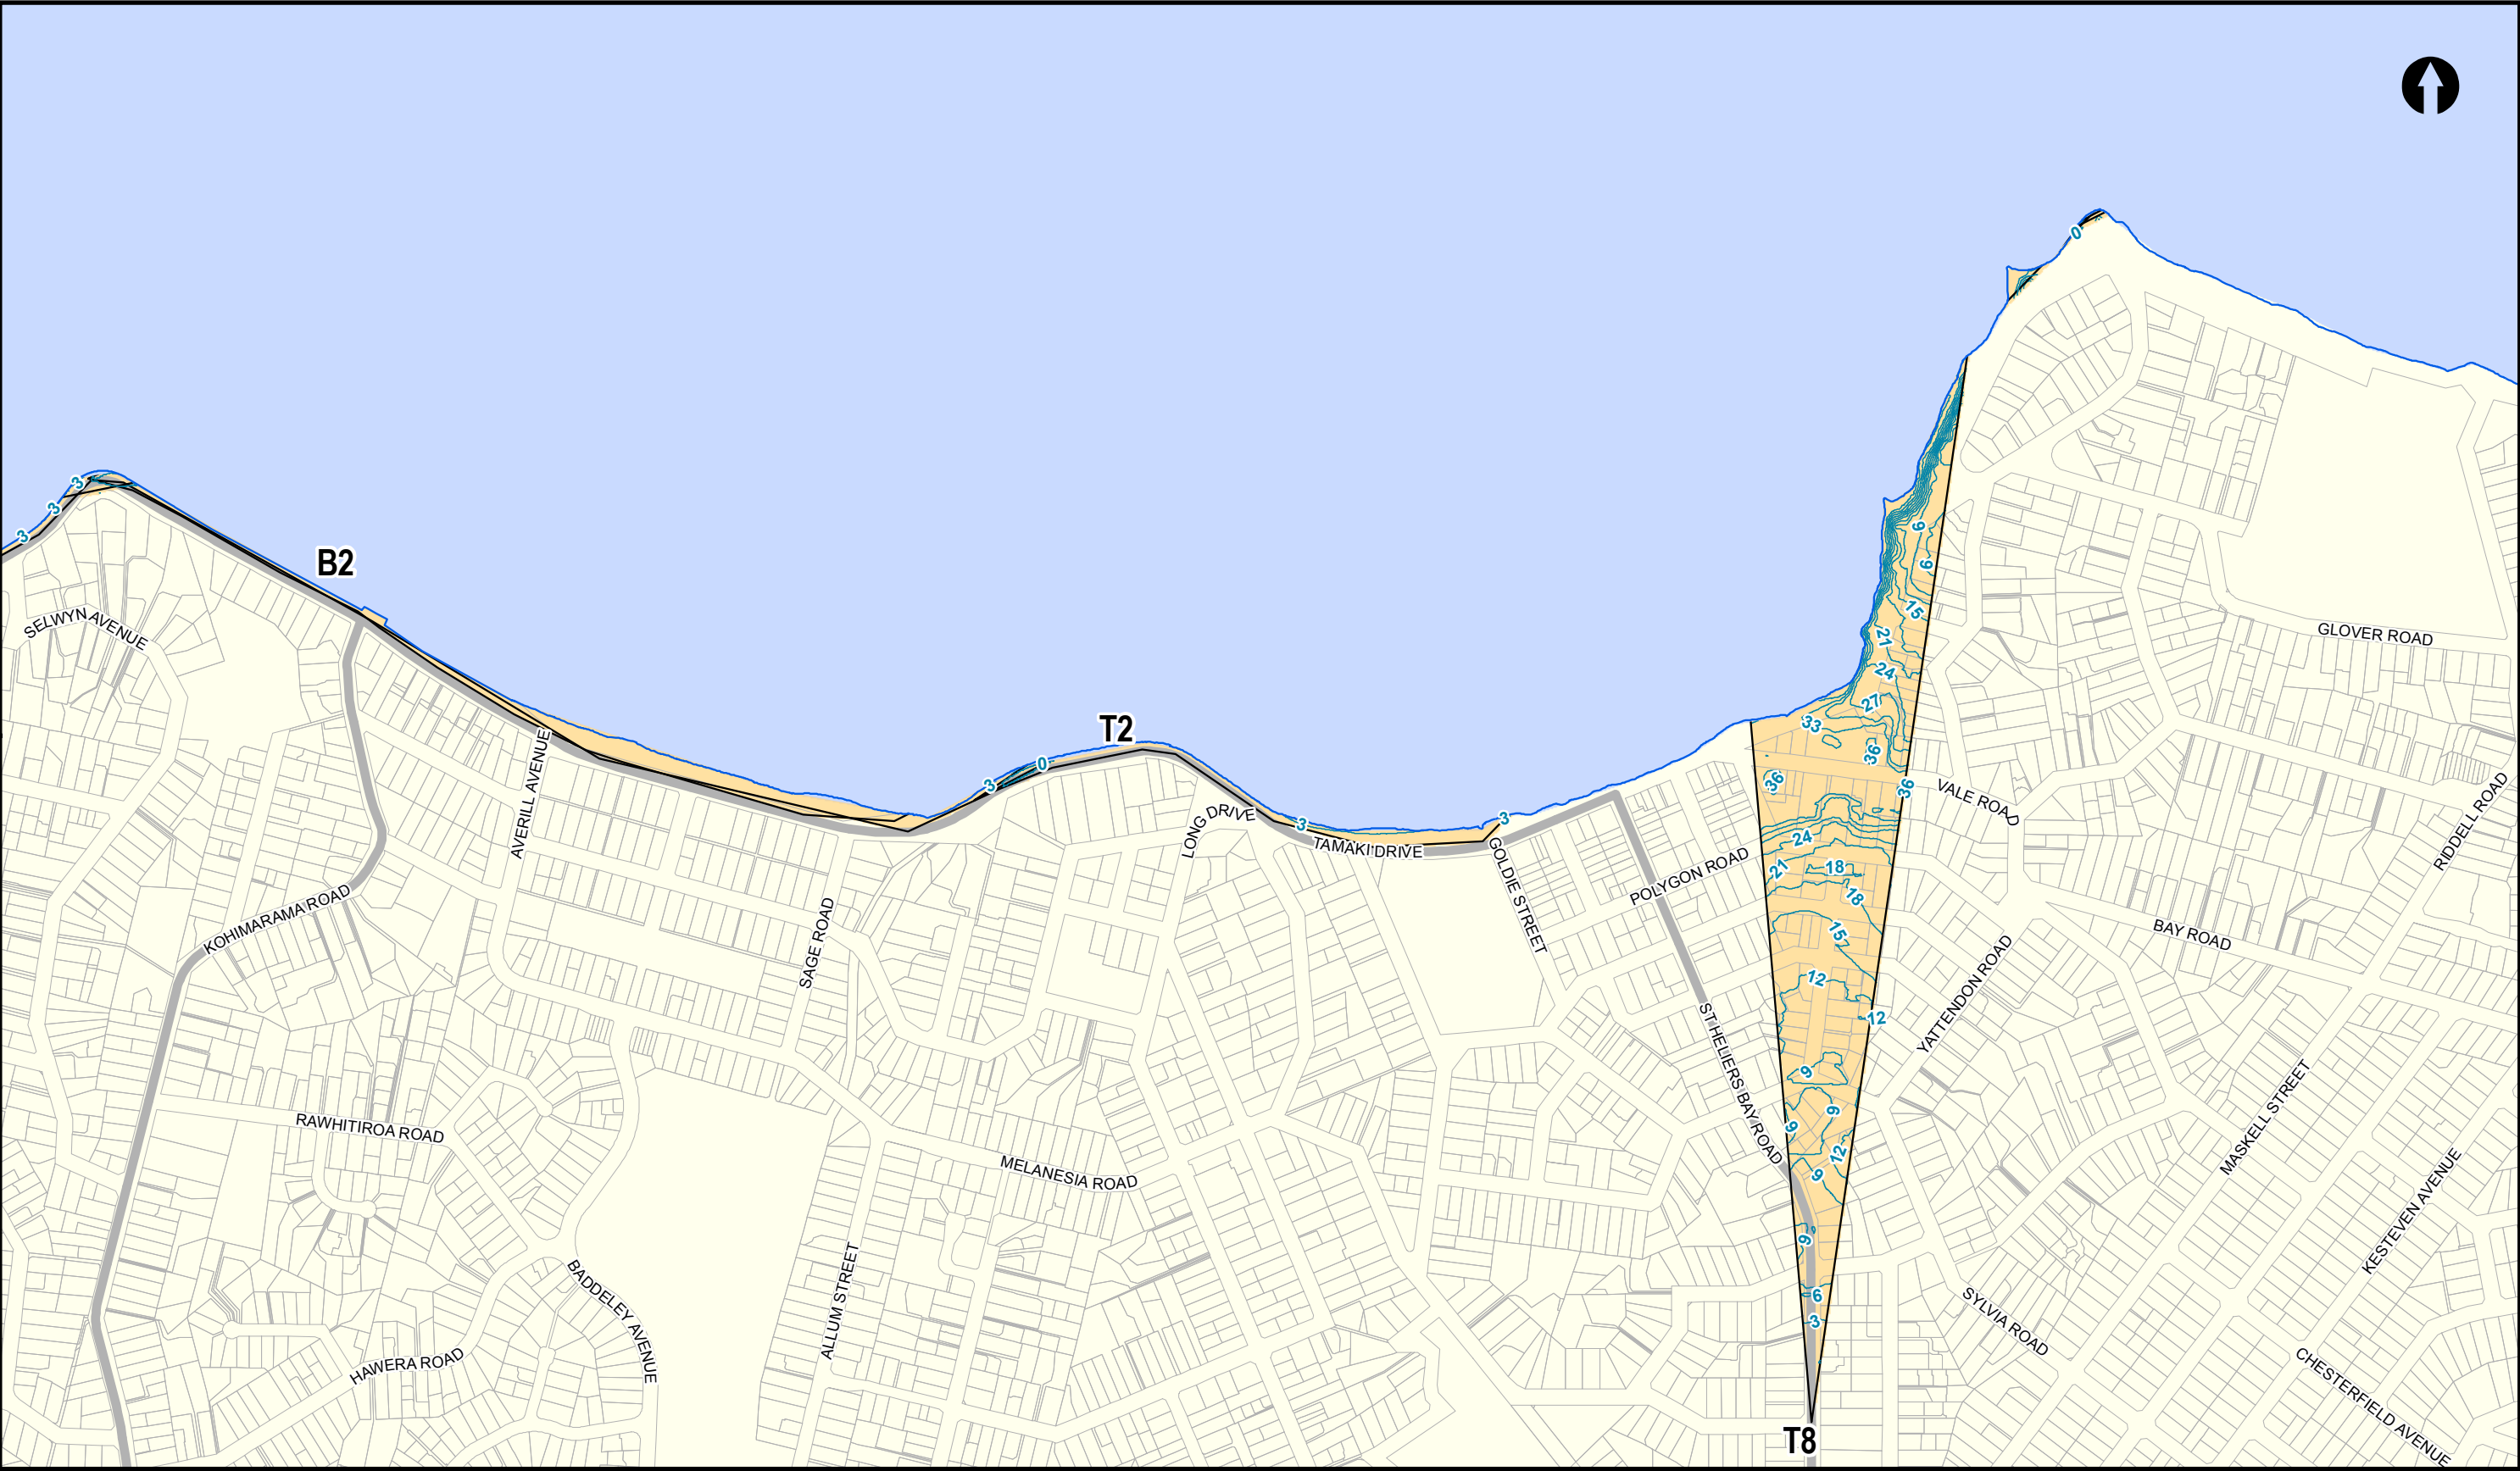 0
3
3
3
B2
9
9
SELWYN AVENUE
15
GLOVER ROAD
21
24
27
T2
33
36
0
36
3
36
VALE ROAD
AVERILL AVENUE
LONG DRIVE
3
3
TAMAKI DRIVE
RIDDELL ROAD
24
POLYGON ROAD
21
18
18
GOLDIE STREET
KOHIMARAMA ROAD
SAGE ROAD
15
BAY ROAD
12
YATTENDON ROAD
12
ST HELIERS BAY ROAD
9
9
9
RAWHITIROA ROAD
MASKELL STREET
12
MELANESIA ROAD
9
KESTEVEN AVENUE
9
6
BADDELEY AVENUE
ALLUM STREET
3
SYLVIA ROAD
HAWERA ROAD
CHESTERFIELD AVENUE
T8